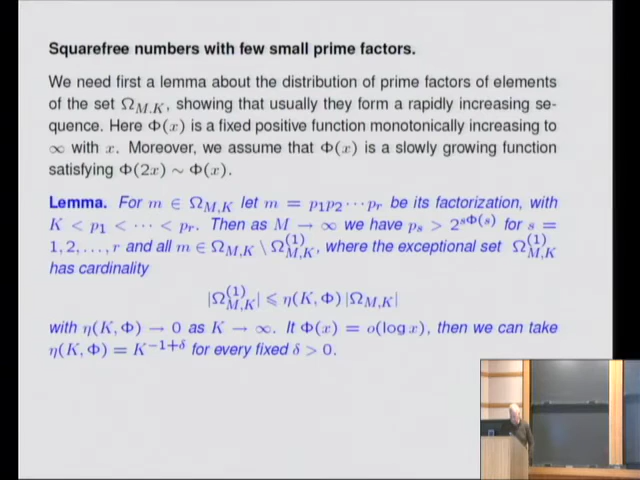 Squarefree numbers with few small prime factors.
We need first a lemma about the distribution of prime factors of elements
of the set Ω_{M,K}, showing that usually they form a rapidly increasing se-
quence. Here Φ(x) is a fixed positive function monotonically increasing to
∞ with x. Moreover, we assume that Φ(x) is a slowly growing function
satisfying Φ(2x) ∼ Φ(x).
Lemma. For m ∈ Ω_{M,K} let m = p₁p₂⋯p_r be its factorization, with
K < p₁ < ⋯ < p_r. Then as M → ∞ we have p_s > 2^{sΦ(s)} for s =
1, 2, . . . , r and all m ∈ Ω_{M,K} \ Ω^{(1)}_{M,K}, where the exceptional set Ω^{(1)}_{M,K}
has cardinality
|Ω^{(1)}_{M,K}| ⩽ η(K, Φ) |Ω_{M,K}|
with η(K, Φ) → 0 as K → ∞. It Φ(x) = o(log x), then we can take
η(K, Φ) = K^{−1+δ} for every fixed δ > 0.